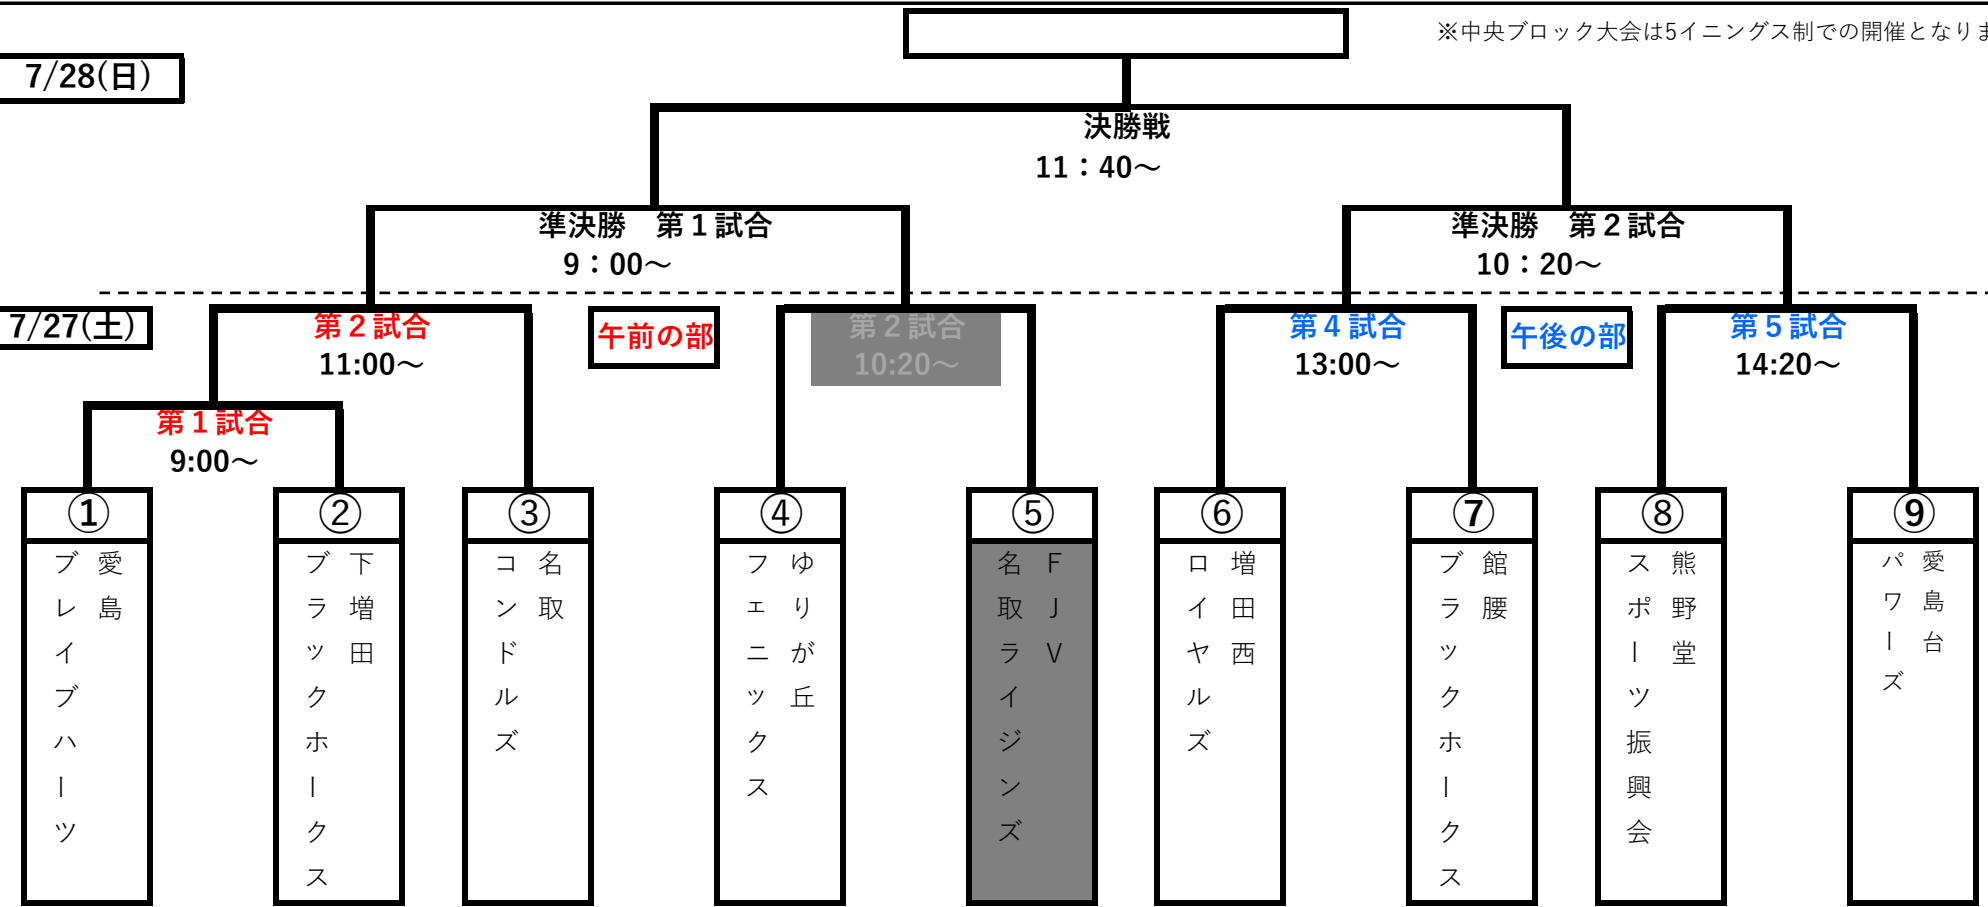 ※中央ブロック大会は5イニングス制での開催となりま
7/28(日)
決勝戦
11：40～
準決勝　第１試合
9：00～
準決勝　第２試合
10：20～
7/27(土)
第２試合
11:00～
午前の部
第２試合
10:20～
第４試合
13:00～
午後の部
第５試合
14:20～
第１試合
9:00～
①
②
③
④
⑤
⑥
⑦
⑧
⑨
愛島
ブレイブハーツ
下増田
ブラックホークス
名取
コンドルズ
ゆりが丘
フェニックス
ＦＪＶ
名取ライジンズ
増田西
ロイヤルズ
館腰
ブラックホークス
熊野堂
スポーツ振興会
愛島台
パワーズ